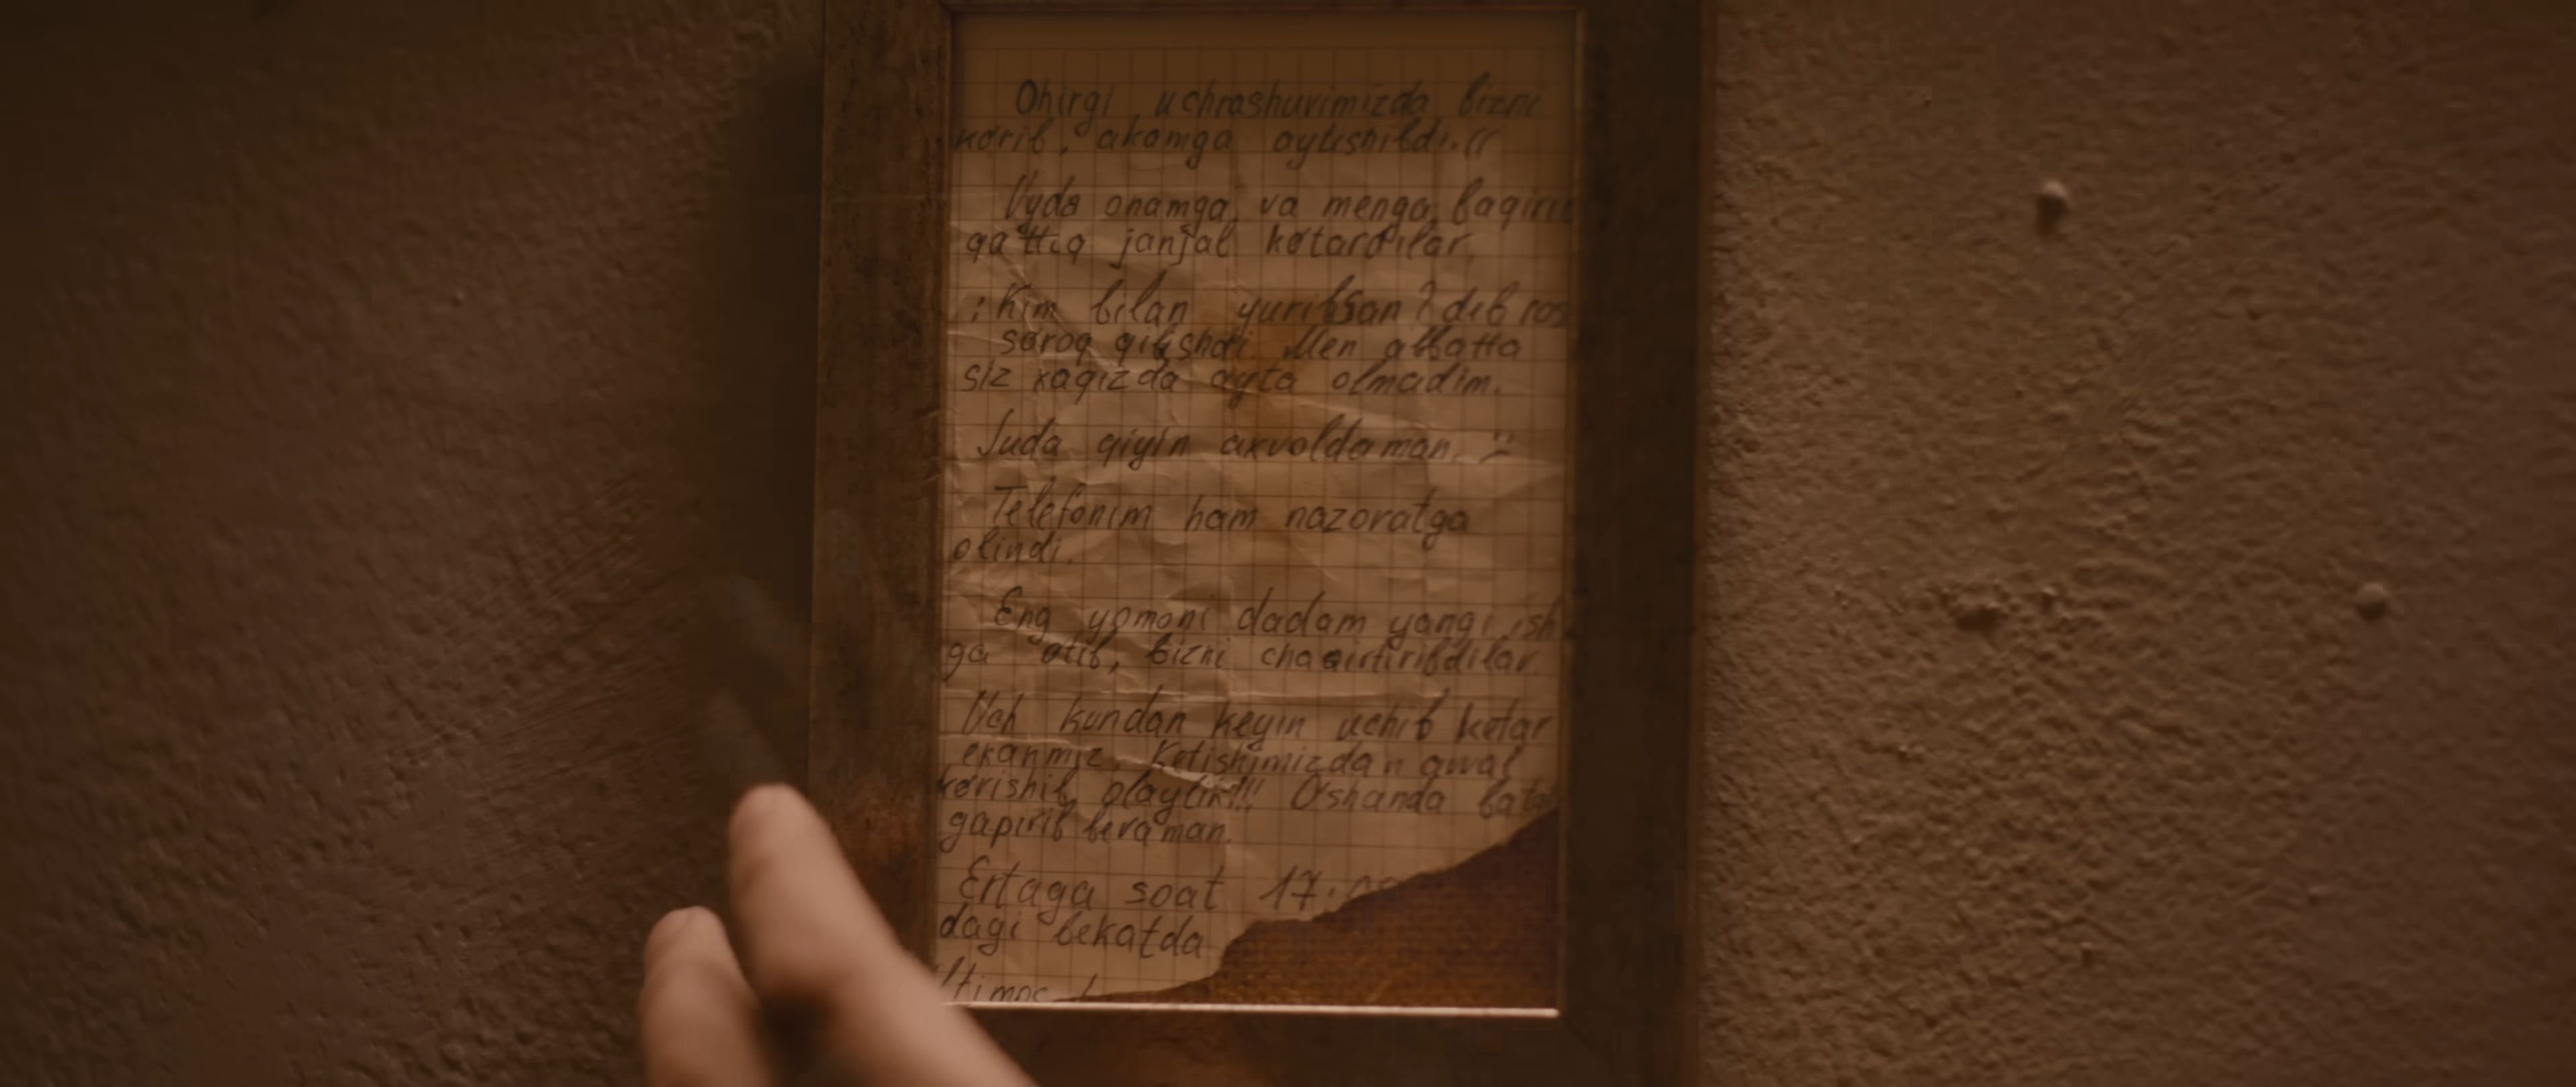 Ohirgi uchrashuvimizda bizni
korib, akamga aytishibdi.((
Uyda onamga va menga baqirib
qattiq janjal kotardilar.
: Kim bilan yuribsan? dib ros
soroq qilishdi. Men albatta
siz xaqizda ayta olmadim.
Juda qiyin axvoldaman. :(
Telefonim ham nazoratga
olindi.
Eng yomoni dadam yangi ish
ga otib, bizni chaqirtiribdilar.
Uch kundan keyin uchib ketar
ekanmiz. Ketishimizdan avval
korishib olaylik!!! Oshanda
gapirib beraman.
Ertaga soat 17:00
dagi bekatda